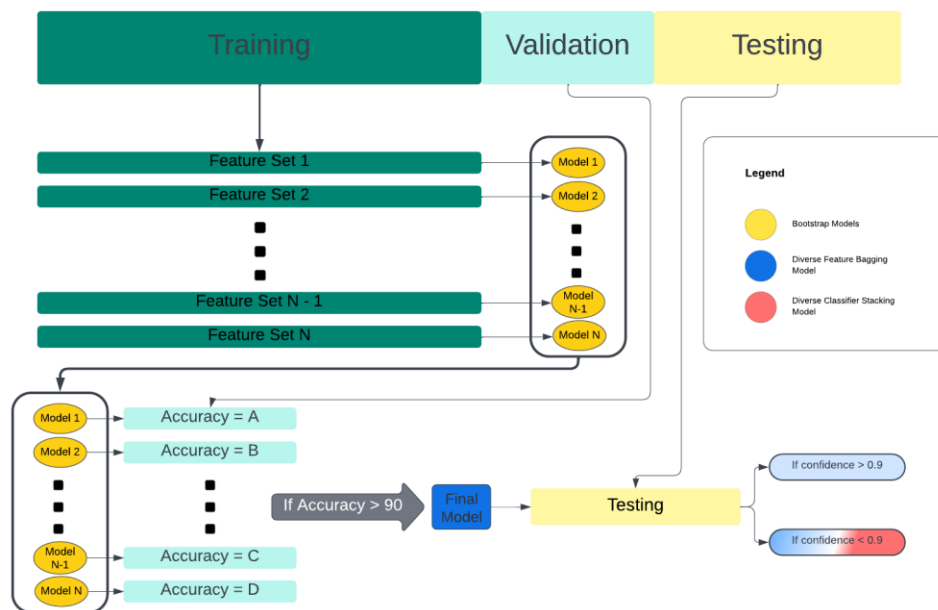 Training
Validation
Testing
Feature Set 1
Model 1
Feature Set 2
Model 2
Feature Set N - 1
Model
N-1
Feature Set N
Model N
Legend
Bootstrap Models
Diverse Feature Bagging
Model
Diverse Classifier Stacking
Model
Model 1
Accuracy = A
Model 2
Accuracy = B
If Accuracy > 90
Final
Model
Testing
If confidence > 0.9
If confidence < 0.9
Model
N-1
Accuracy = C
Model N
Accuracy = D